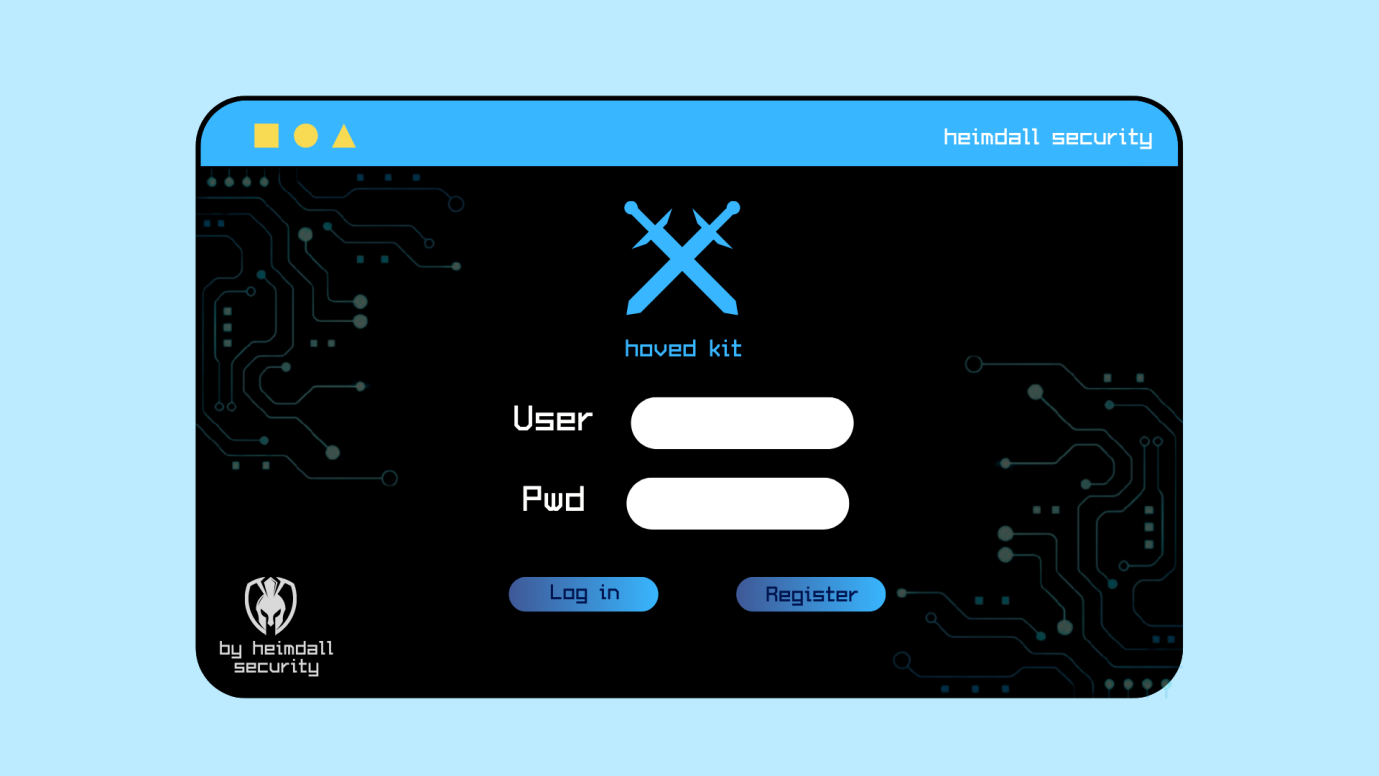 heimdall security
hoved kit
User
Pwd
Log in
Register
by heimdall
security